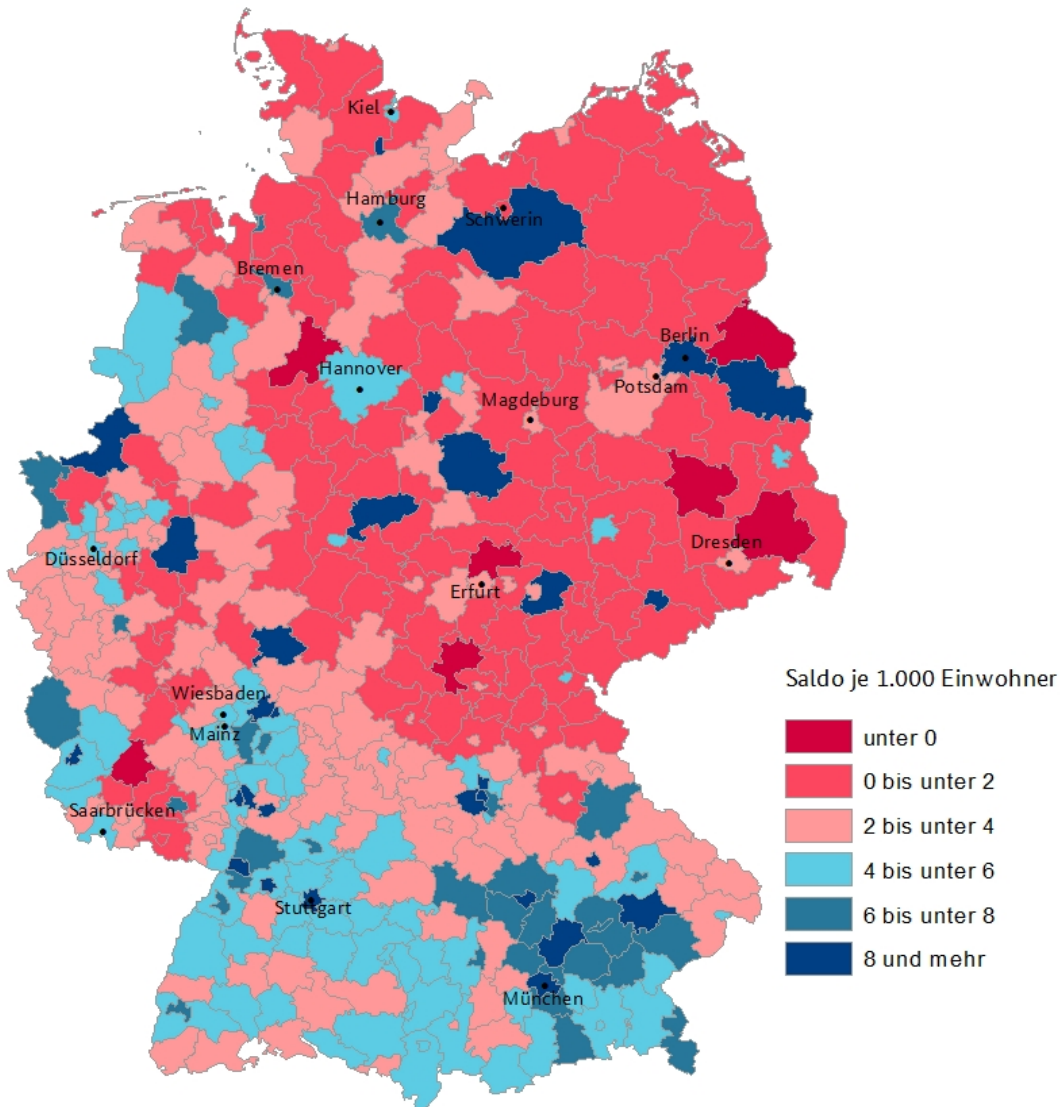 Kiel
Hamburg
Schwerin
Bremen
Berlin
Hannover
Potsdam
Magdeburg
Düsseldorf
Dresden
Erfurt
Wiesbaden
Mainz
Saarbrücken
Stuttgart
München
Saldo je 1.000 Einwohner
unter 0
0 bis unter 2
2 bis unter 4
4 bis unter 6
6 bis unter 8
8 und mehr